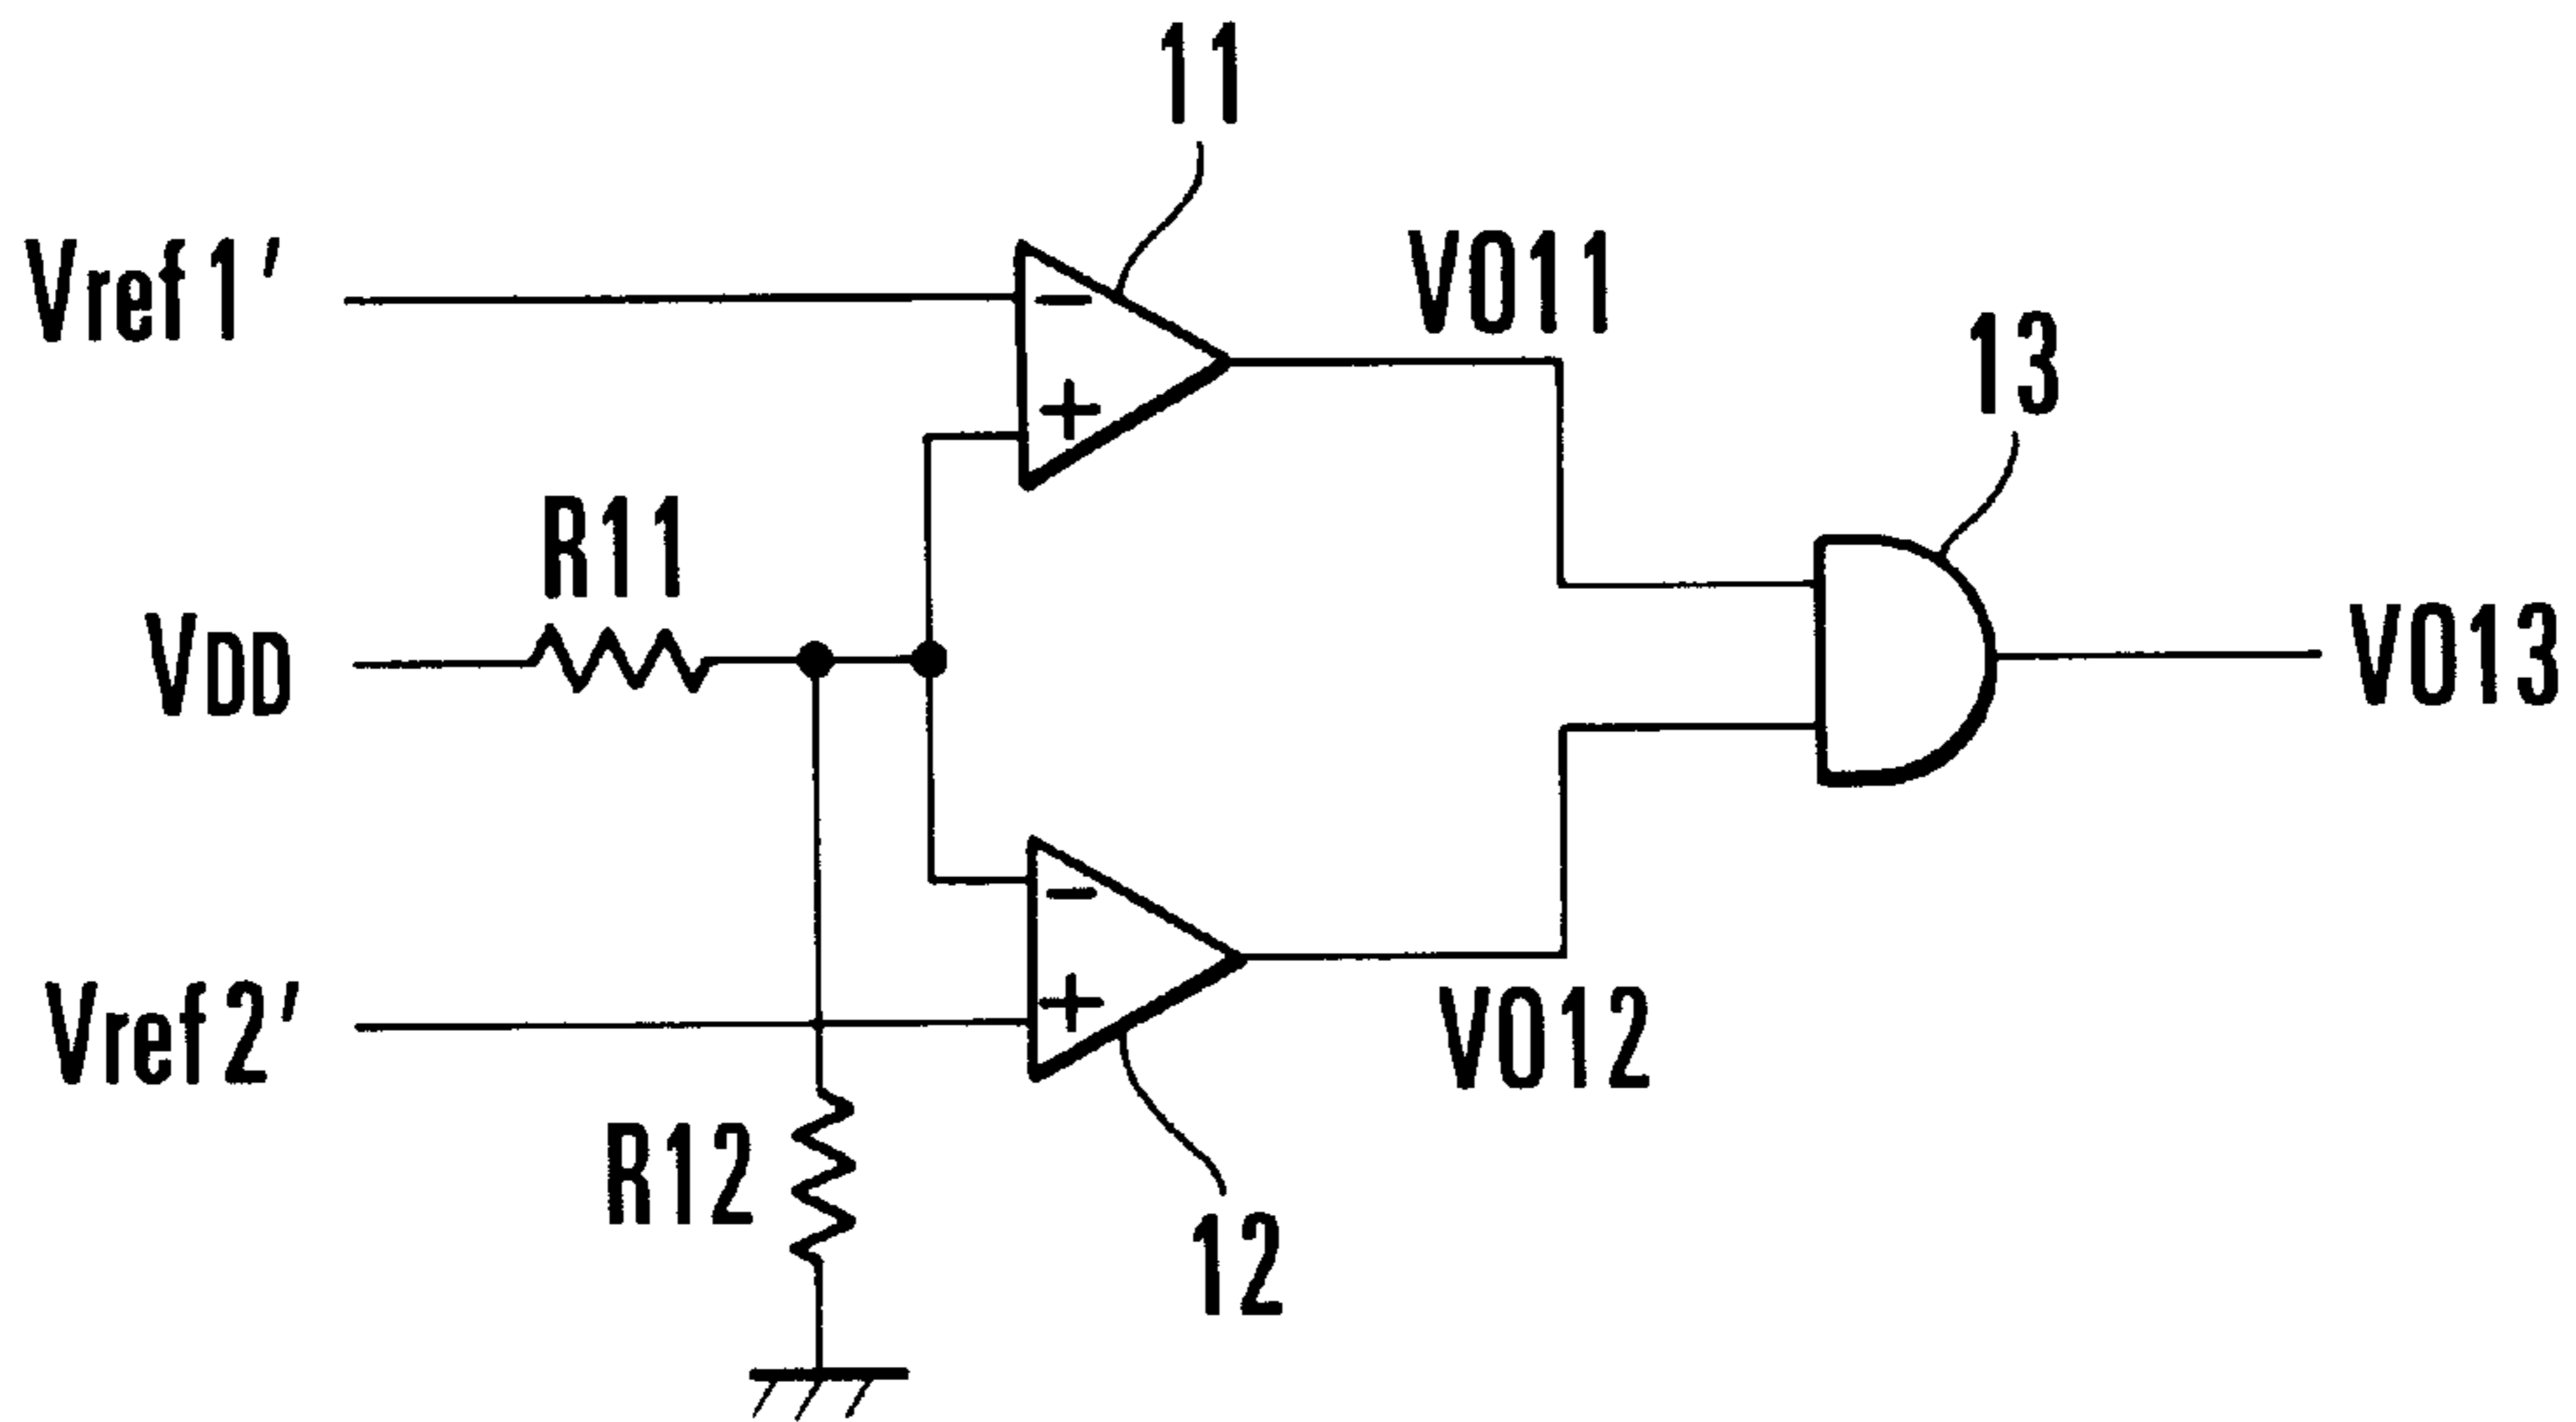 11
Vref1'
VO11
13
R11
VDD
VO13
-
+
-
+
Vref2'
VO12
R12
12